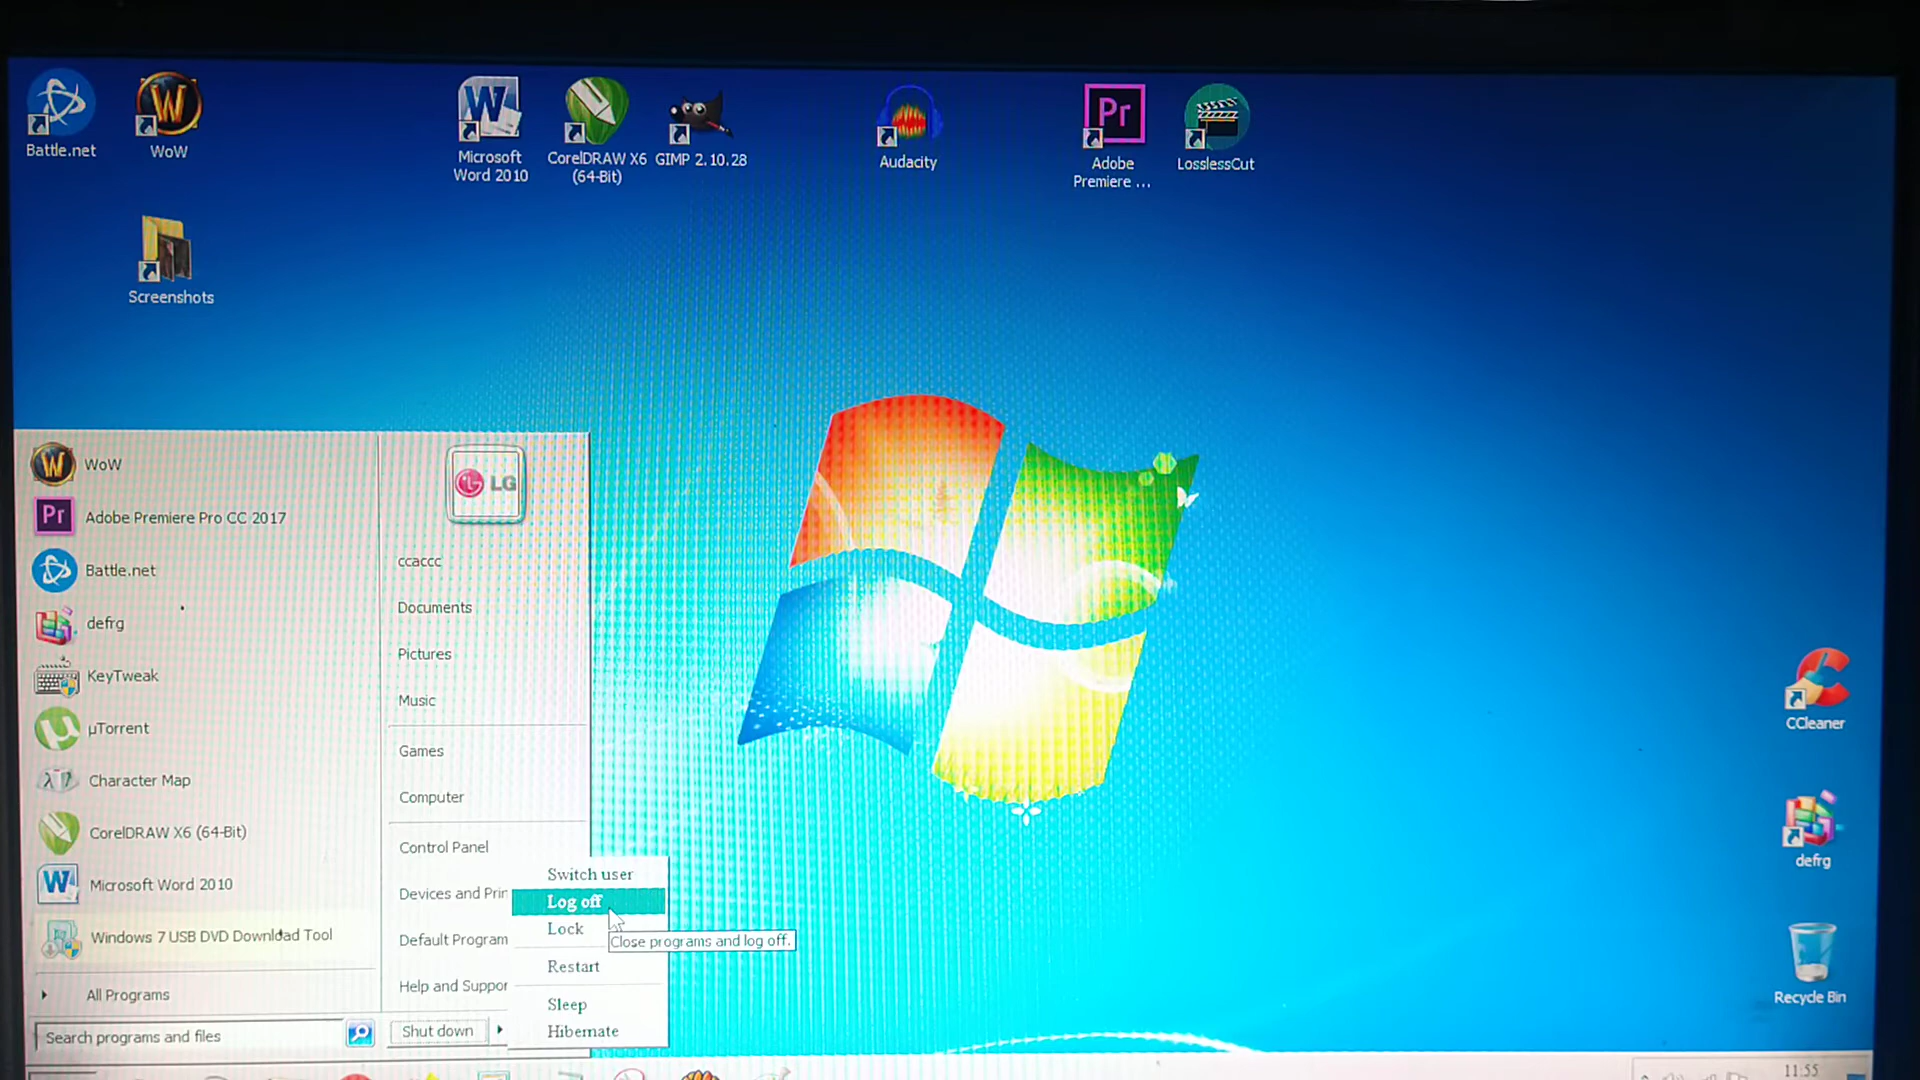 Battle.net
WoW
Microsoft
Word 2010
CorelDRAW X6
(64-Bit)
GIMP 2.10.28
Audacity
Pr
Adobe
Premiere ...
LosslessCut
Screenshots
WoW
Pr
Adobe Premiere Pro CC 2017
Battle.net
defrg
KeyTweak
µTorrent
Character Map
CorelDRAW X6 (64-Bit)
Microsoft Word 2010
Windows 7 USB DVD Download Tool
All Programs
Search programs and files
LG
ccaccc
Documents
Pictures
Music
Games
Computer
Control Panel
Devices and Prin
Default Program
Help and Suppor
Shut down
Switch user
Log off
Lock
Close programs and log off.
Restart
Sleep
Hibernate
CCleaner
defrg
Recycle Bin
11:55